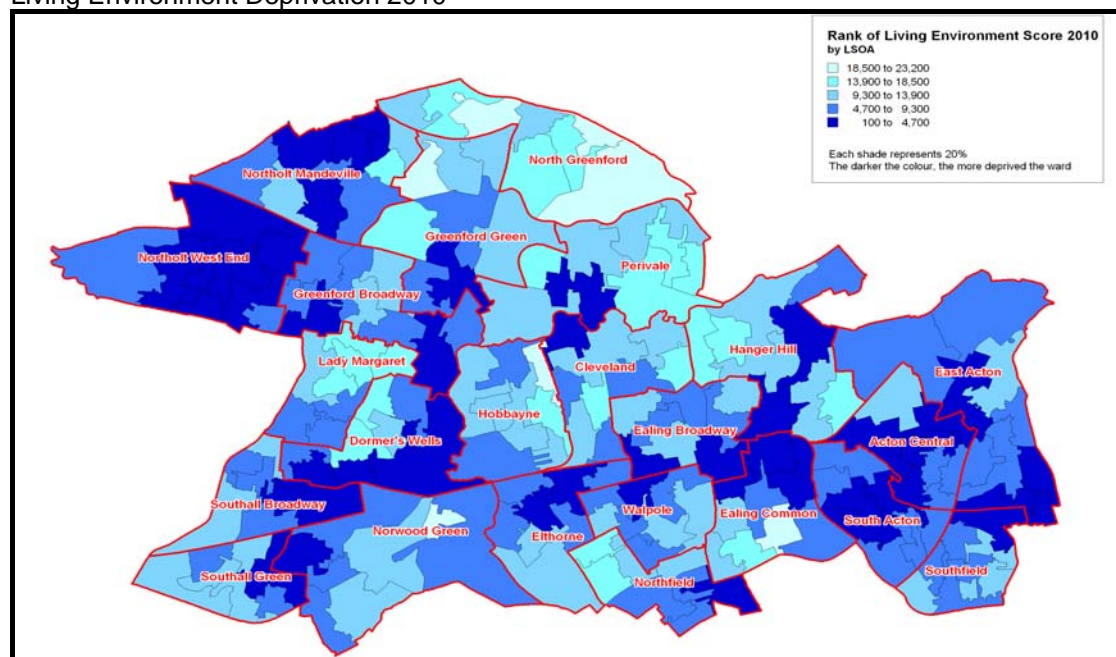 Living Environment Deprivation 2010
Rank of Living Environment Score 2010
by LSOA
18,500 to 23,200
13,900 to 18,500
9,300 to 13,900
4,700 to 9,300
100 to 4,700
Each shade represents 20%
The darker the colour, the more deprived the ward
North Greenford
Northolt Mandeville
Greenford Green
Northolt West End
Perivale
Greenford Broadway
Hanger Hill
Lady Margaret
Cleveland
East Acton
Hobbayne
Ealing Broadway
Dormer's Wells
Acton Central
Southall Broadway
Walpole
Ealing Common
South Acton
Norwood Green
Elthorne
Southall Green
Northfield
Southfield